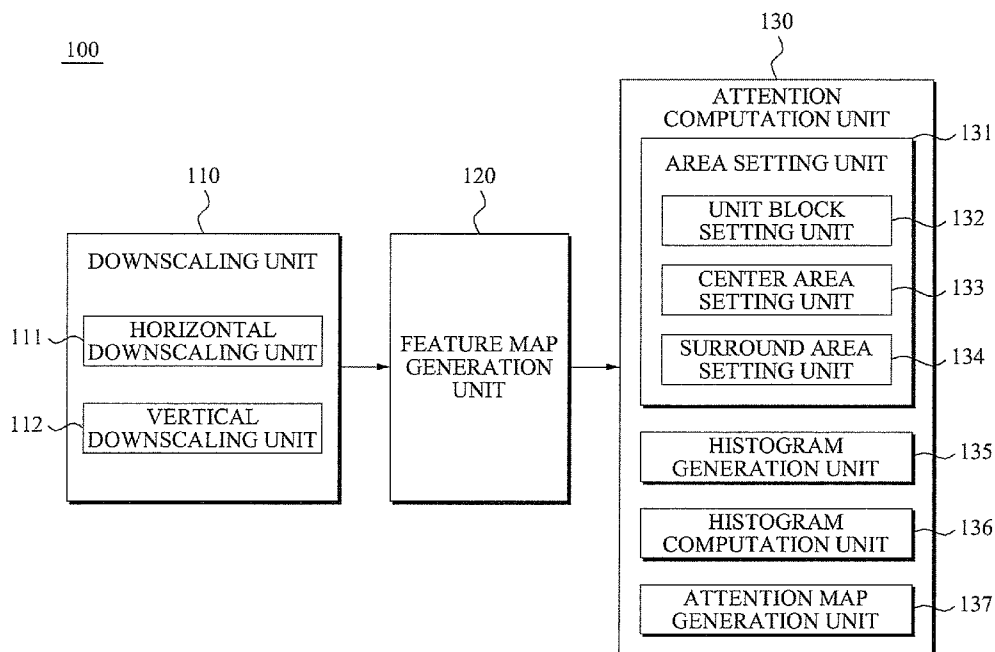 100
110
DOWNSCALING UNIT
111
HORIZONTAL
DOWNSCALING UNIT
112
VERTICAL
DOWNSCALING UNIT
120
FEATURE MAP
GENERATION
UNIT
130
ATTENTION
COMPUTATION UNIT
131
AREA SETTING UNIT
UNIT BLOCK
SETTING UNIT
132
CENTER AREA
SETTING UNIT
133
SURROUND AREA
SETTING UNIT
134
HISTOGRAM
GENERATION UNIT
135
HISTOGRAM
COMPUTATION UNIT
136
ATTENTION MAP
GENERATION UNIT
137